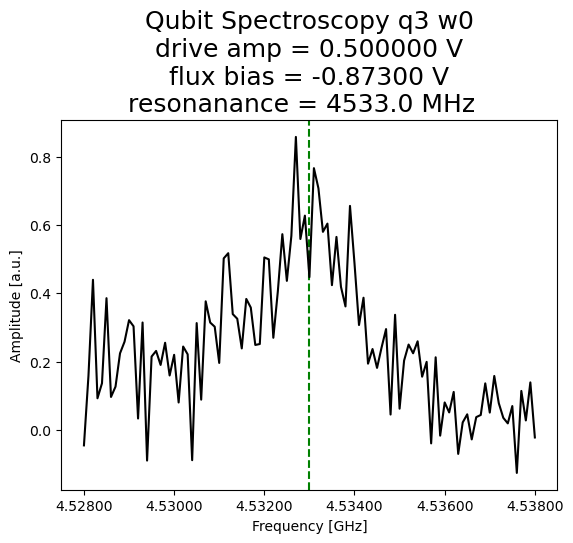 Qubit Spectroscopy q3 w0
drive amp = 0.500000 V
flux bias = -0.87300 V
resonanance = 4533.0 MHz
0.8
0.6
0.4
0.2
0.0
Amplitude [a.u.]
4.52800 4.53000 4.53200 4.53400 4.53600 4.53800
Frequency [GHz]